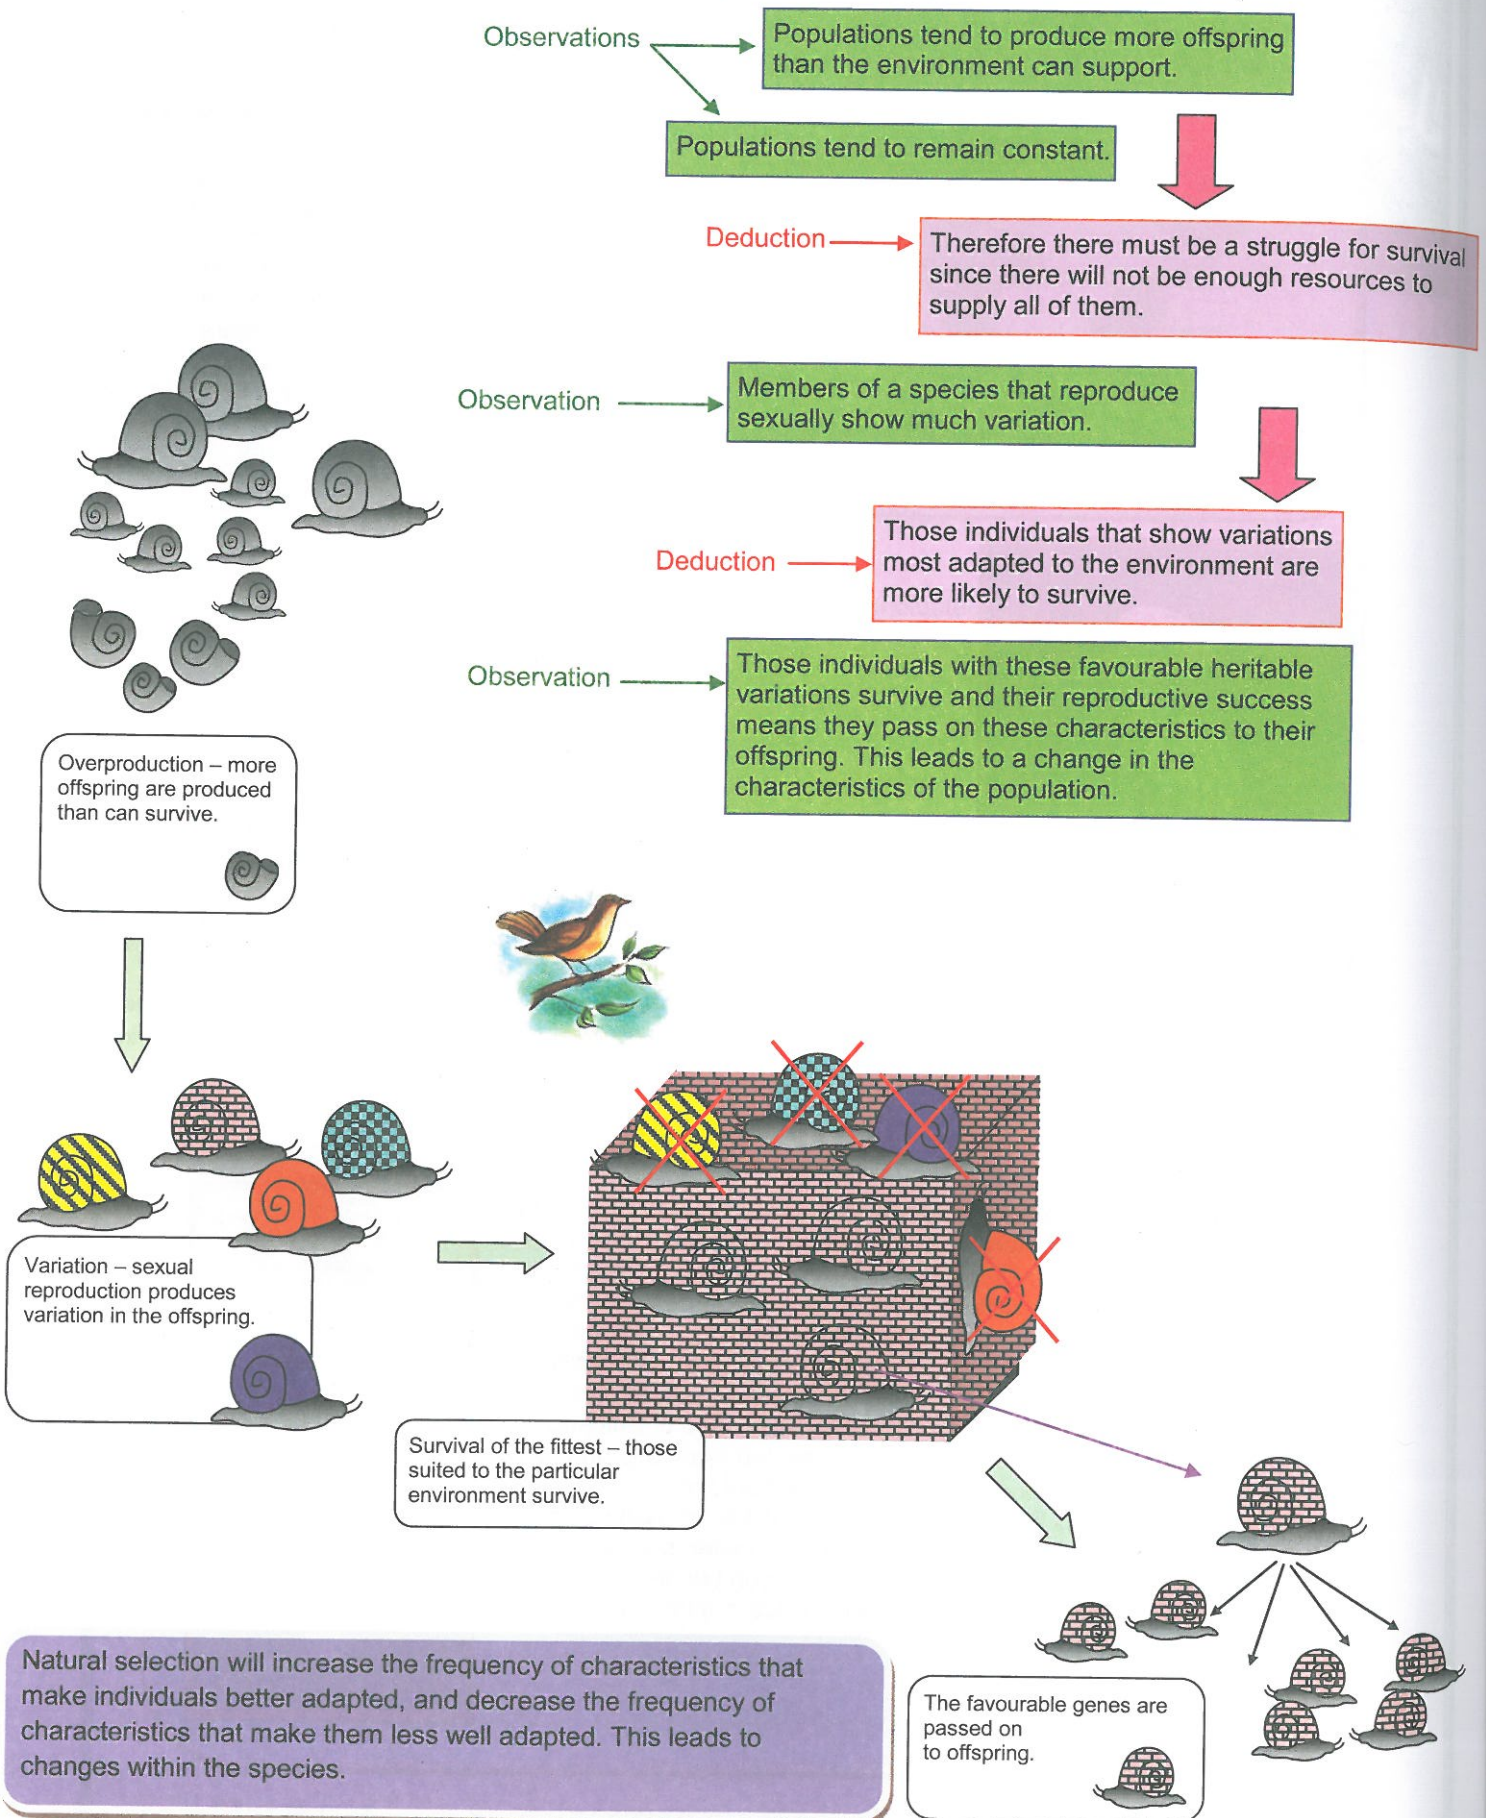 Observations
Populations tend to produce more offspring
than the environment can support.
Populations tend to remain constant.
Deduction
Therefore there must be a struggle for survival
since there will not be enough resources to
supply all of them.
Observation
Members of a species that reproduce
sexually show much variation.
Deduction
Those individuals that show variations
most adapted to the environment are
more likely to survive.
Observation
Those individuals with these favourable heritable
variations survive and their reproductive success
means they pass on these characteristics to their
offspring. This leads to a change in the
characteristics of the population.
Overproduction – more
offspring are produced
than can survive.
Variation – sexual
reproduction produces
variation in the offspring.
Survival of the fittest – those
suited to the particular
environment survive.
The favourable genes are
passed on
to offspring.
Natural selection will increase the frequency of characteristics that
make individuals better adapted, and decrease the frequency of
characteristics that make them less well adapted. This leads to
changes within the species.